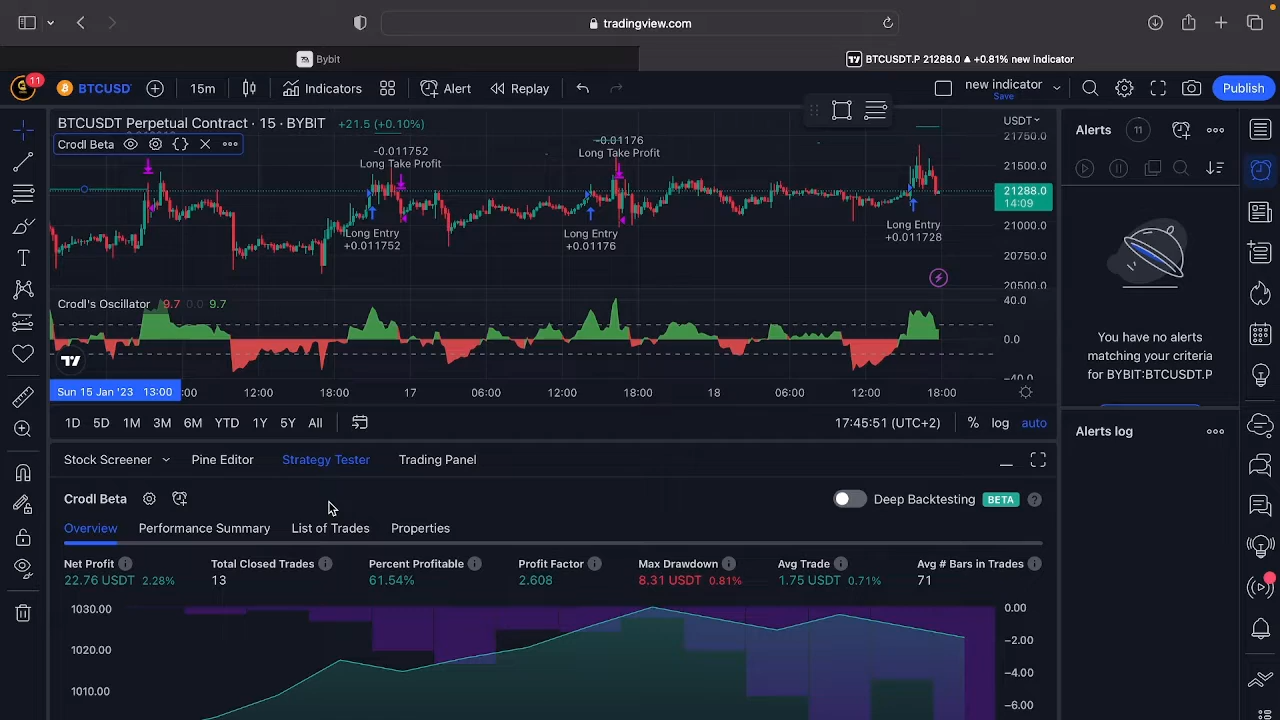 tradingview.com
Bybit
BTCUSDT.P 21288.0 ▲ +0.81% new indicator
11
BTCUSD
15m
Indicators
Alert
Replay
new indicator
Save
Publish
BTCUSDT Perpetual Contract · 15 · BYBIT
+21.5 (+0.10%)
Crodl Beta
-0.011752
Long Take Profit
-0.01176
Long Take Profit
Long Entry
+0.011752
Long Entry
+0.01176
Long Entry
+0.011728
USDT
21750.0
21500.0
21288.0
14:09
21000.0
20750.0
20500.0
Crodl's Oscillator 9.7 0.0 9.7
40.0
0.0
−40.0
Sun 15 Jan '23 13:00
:00
12:00
18:00
17
06:00
12:00
18:00
18
06:00
12:00
18:00
1D 5D 1M 3M 6M YTD 1Y 5Y All
17:45:51 (UTC+2)
% log auto
Alerts
11
You have no alerts
matching your criteria
for BYBIT:BTCUSDT.P
Alerts log
Stock Screener
Pine Editor
Strategy Tester
Trading Panel
Crodl Beta
Deep Backtesting BETA
Overview
Performance Summary
List of Trades
Properties
Net Profit
22.76 USDT 2.28%
Total Closed Trades
13
Percent Profitable
61.54%
Profit Factor
2.608
Max Drawdown
8.31 USDT 0.81%
Avg Trade
1.75 USDT 0.71%
Avg # Bars in Trades
71
1030.00
1020.00
1010.00
0.00
−2.00
−4.00
−6.00